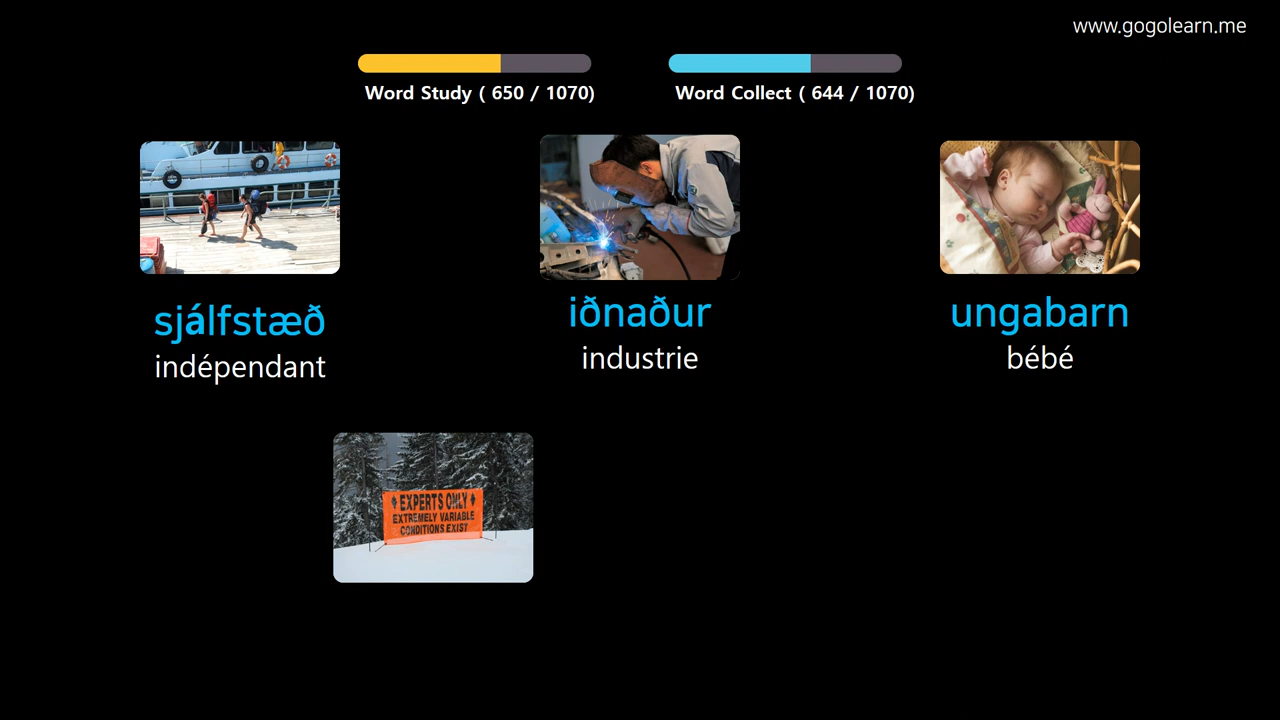 www.gogolearn.me
Word Study ( 650 / 1070)
Word Collect ( 644 / 1070)
sjálfstæð
indépendant
iðnaður
industrie
ungabarn
bébé
EXPERTS ONLY
EXTREMELY VARIABLE
CONDITIONS EXIST